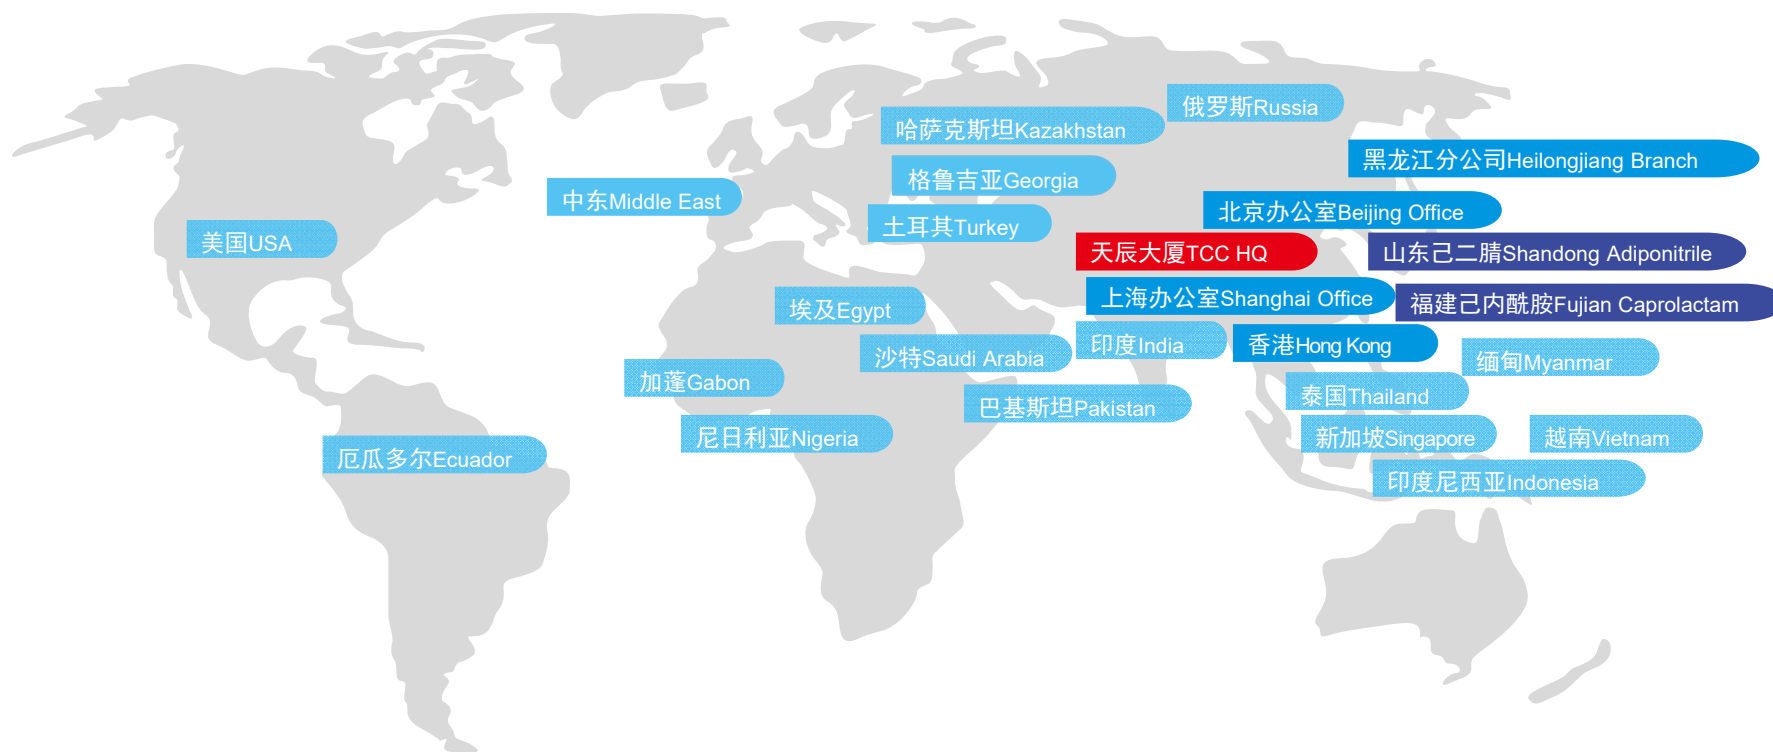 俄罗斯Russia
哈萨克斯坦Kazakhstan
黑龙江分公司Heilongjiang Branch
格鲁吉亚Georgia
中东Middle East
北京办公室Beijing Office
土耳其Turkey
美国USA
天辰大厦TCC HQ
山东己二腈Shandong Adiponitrile
上海办公室Shanghai Office
福建己内酰胺Fujian Caprolactam
埃及Egypt
印度India
香港Hong Kong
沙特Saudi Arabia
缅甸Myanmar
加蓬Gabon
泰国Thailand
巴基斯坦Pakistan
尼日利亚Nigeria
新加坡Singapore
越南Vietnam
厄瓜多尔Ecuador
印度尼西亚Indonesia